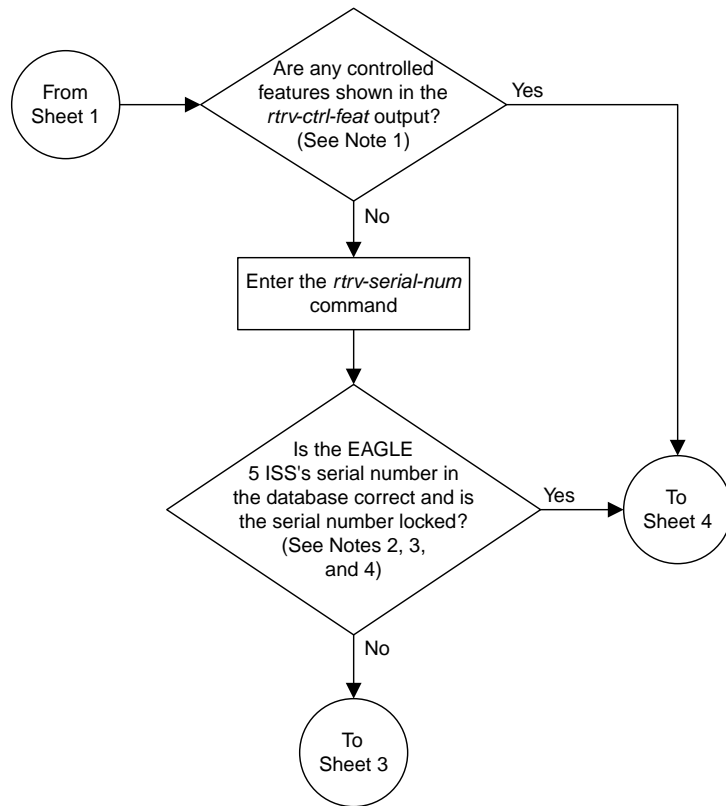 From
Sheet 1
Are any controlled
features shown in the
rtrv-ctrl-feat output?
(See Note 1)
Yes
No
Enter the rtrv-serial-num
command
Is the EAGLE
5 ISS's serial number in
the database correct and is
the serial number locked?
(See Notes 2, 3,
and 4)
Yes
To
Sheet 4
No
To
Sheet 3